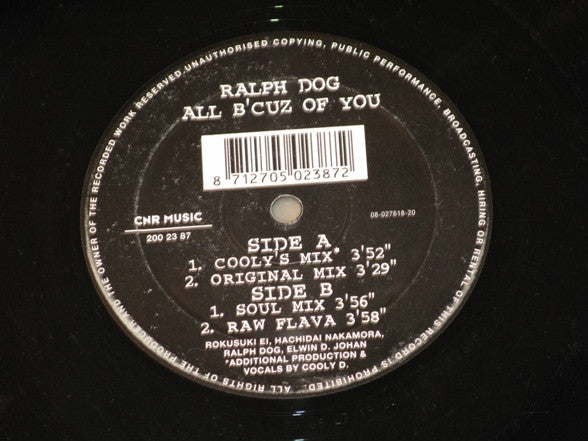 RALPH DOG
ALL B'CUZ OF YOU
8 712705 023872
CNR MUSIC
200 23 87
08-027618-20
SIDE A
1. COOLY'S MIX* 3'52"
2. ORIGINAL MIX 3'29"
SIDE B
1. SOUL MIX 3'56"
2. RAW FLAVA 3'58"
ROKUSUKI EI, HACHIDAI NAKAMORA,
RALPH DOG, ELWIN D. JOHAN
*ADDITIONAL PRODUCTION &
VOCALS BY COOLY D.
ALL RIGHTS OF THE PRODUCER AND THE OWNER OF THE RECORDED WORK RESERVED. UNAUTHORISED COPYING, PUBLIC PERFORMANCE, BROADCASTING, HIRING OR RENTAL OF THIS RECORD IS PROHIBITED.